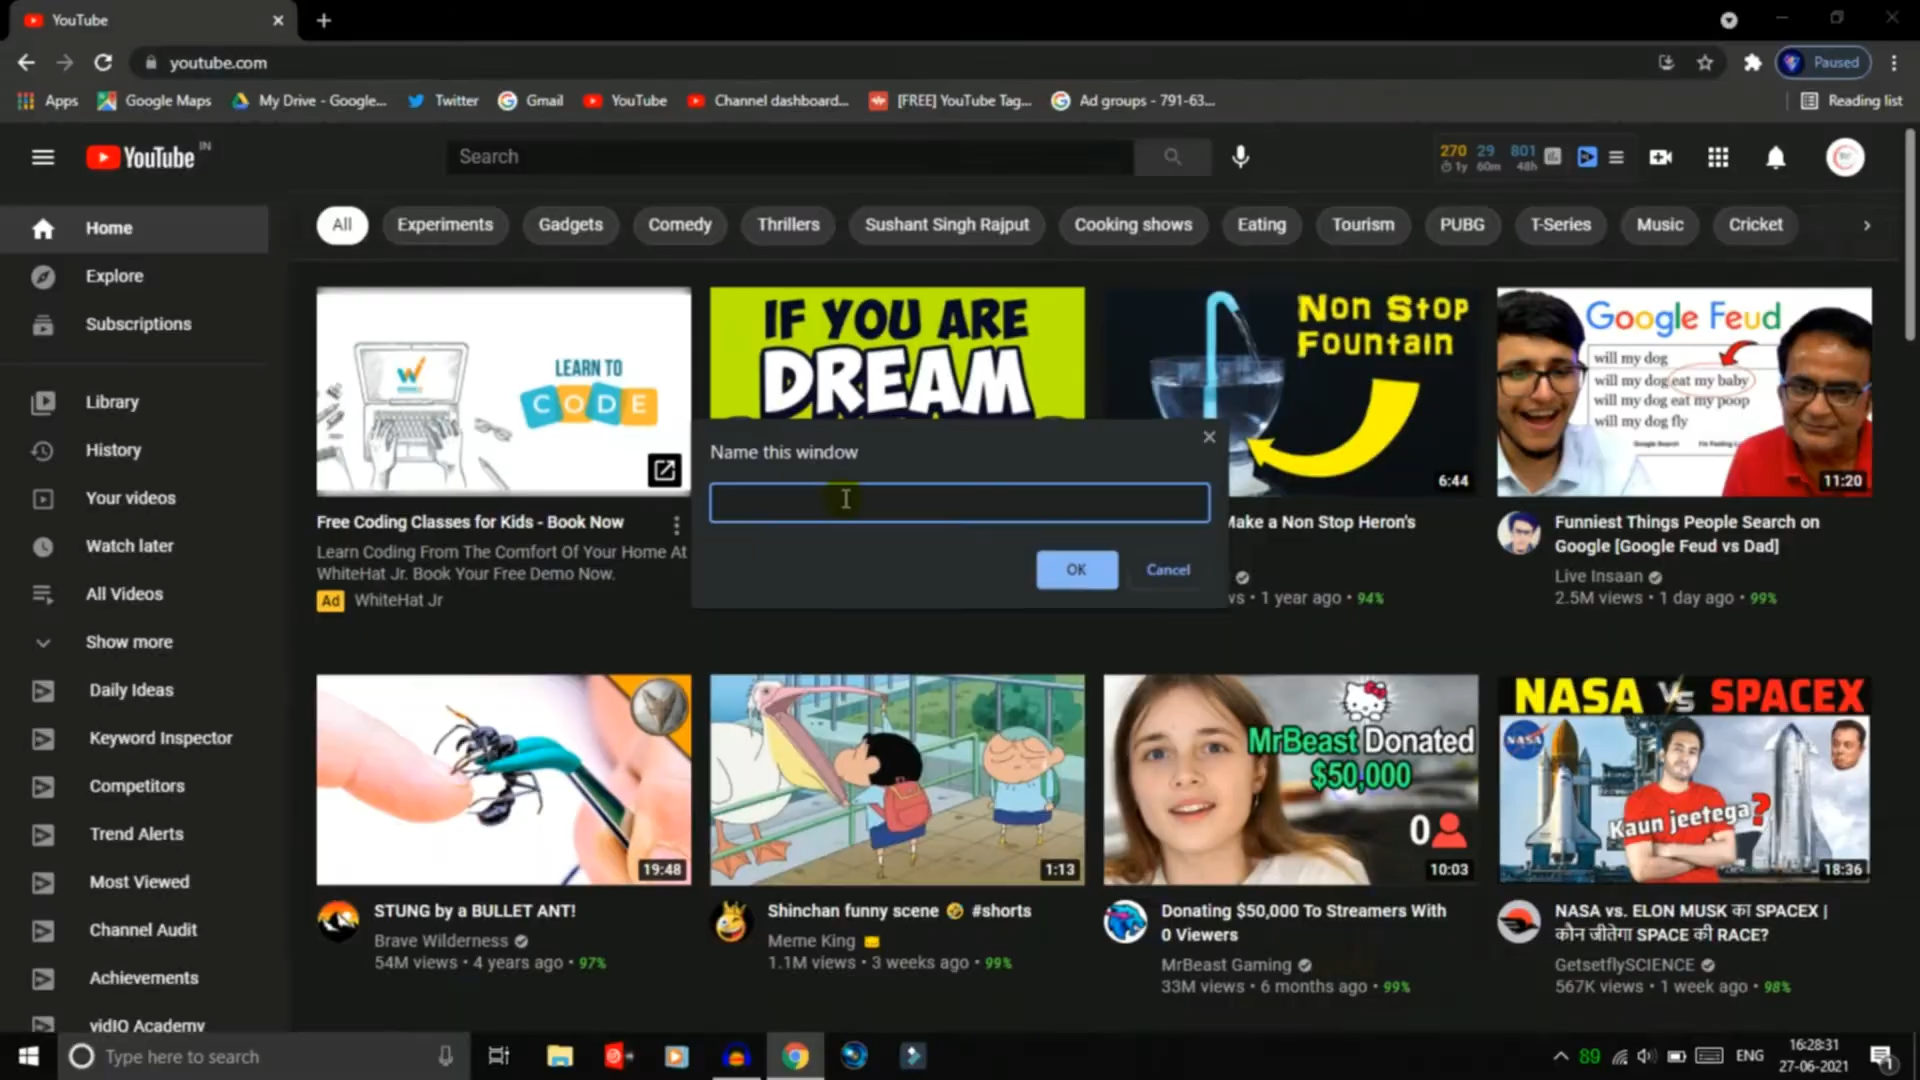 YouTube
youtube.com
Paused
Apps
Google Maps
My Drive - Google...
Twitter
Gmail
YouTube
Channel dashboard...
[FREE] YouTube Tag...
Ad groups - 791-63...
Reading list
YouTube IN
Search
270 29 801
1y 60m 48h
Home
Explore
Subscriptions
Library
History
Your videos
Watch later
All Videos
Show more
Daily Ideas
Keyword Inspector
Competitors
Trend Alerts
Most Viewed
Channel Audit
Achievements
vidIQ Academy
All
Experiments
Gadgets
Comedy
Thrillers
Sushant Singh Rajput
Cooking shows
Eating
Tourism
PUBG
T-Series
Music
Cricket
LEARN TO
CODE
Free Coding Classes for Kids - Book Now
Learn Coding From The Comfort Of Your Home At
WhiteHat Jr. Book Your Free Demo Now.
Ad WhiteHat Jr
IF YOU ARE
DREAM
Name this window
OK
Cancel
Non Stop
Fountain
6:44
Make a Non Stop Heron's
ws • 1 year ago • 94%
Google Feud
will my dog
will my dog eat my baby
will my dog eat my poop
will my dog fly
Google Search
11:20
Funniest Things People Search on
Google [Google Feud vs Dad]
Live Insaan
2.5M views • 1 day ago • 99%
19:48
STUNG by a BULLET ANT!
Brave Wilderness
54M views • 4 years ago • 97%
1:13
Shinchan funny scene 🤣 #shorts
Meme King
1.1M views • 3 weeks ago • 99%
MrBeast Donated
$50,000
0
10:03
Donating $50,000 To Streamers With
0 Viewers
MrBeast Gaming
33M views • 6 months ago • 99%
NASA Vs SPACEX
NASA
Kaun jeetega?
18:36
NASA vs. ELON MUSK का SPACEX |
कौन जीतेगा SPACE की RACE?
GetsetflySCIENCE
567K views • 1 week ago • 98%
Type here to search
89
ENG
16:28:31
27-06-2021
1